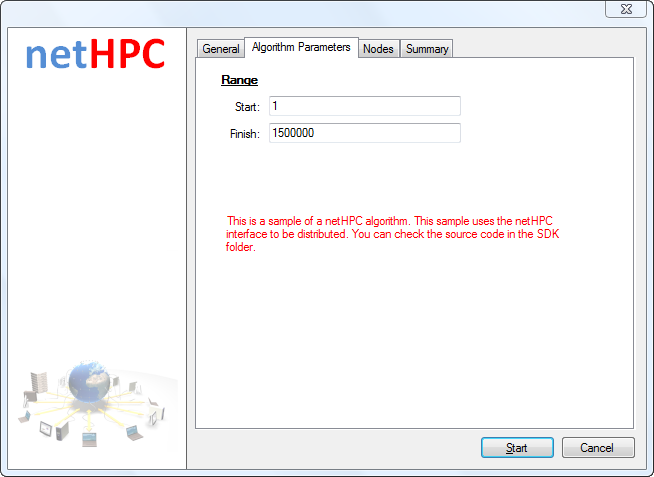 netHPC
General Algorithm Parameters Nodes Summary
Range
Start: 1
Finish: 1500000
This is a sample of a netHPC algorithm. This sample uses the netHPC
interface to be distributed. You can check the source code in the SDK
folder.
Start Cancel